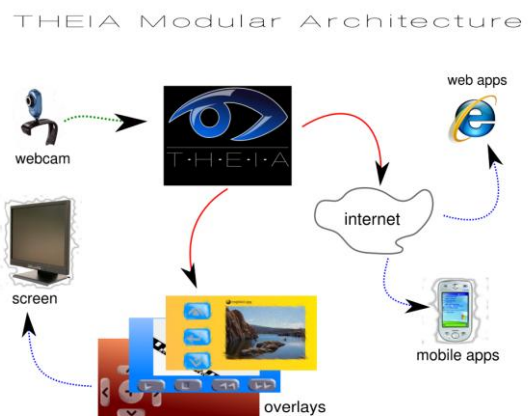 THEIA Modular Architecture
web apps
webcam
T·H·E·I·A
internet
screen
mobile apps
overlays